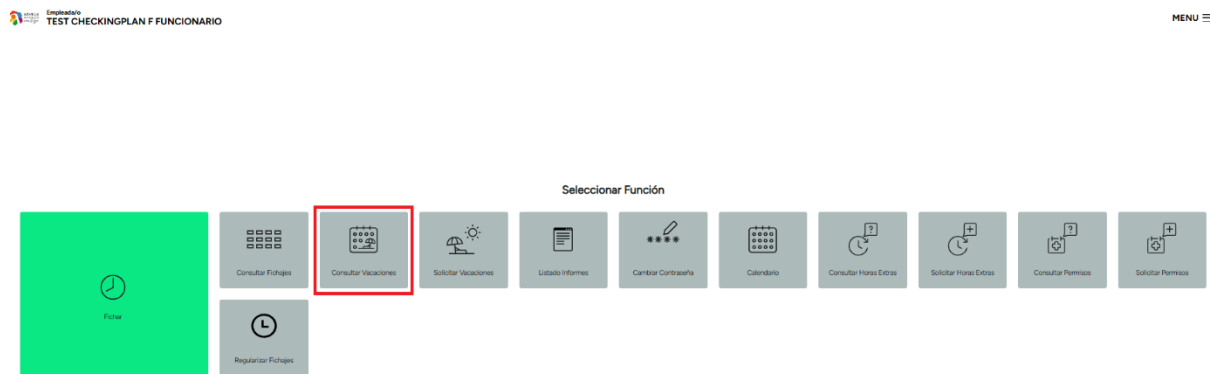 Empleada/o
TEST CHECKINGPLAN F FUNCIONARIO
MENU
Seleccionar Función
Fichar
Consultar Fichajes
Consultar Vacaciones
Solicitar Vacaciones
Listado Informes
Cambiar Contraseña
Calendario
Consultar Horas Extras
Solicitar Horas Extras
Consultar Permisos
Solicitar Permisos
Regularizar Fichajes